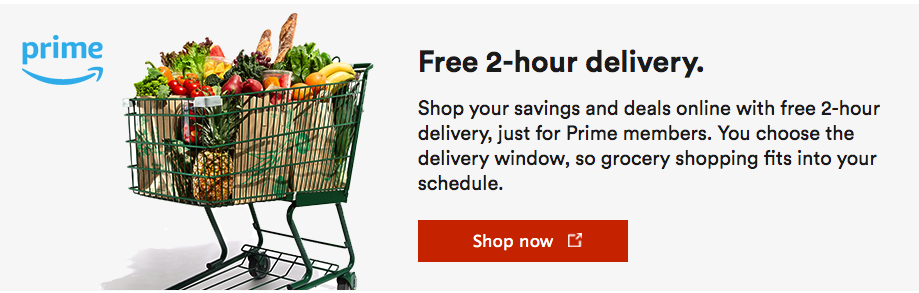 prime
Free 2-hour delivery.
Shop your savings and deals online with free 2-hour
delivery, just for Prime members. You choose the
delivery window, so grocery shopping fits into your
schedule.
Shop now